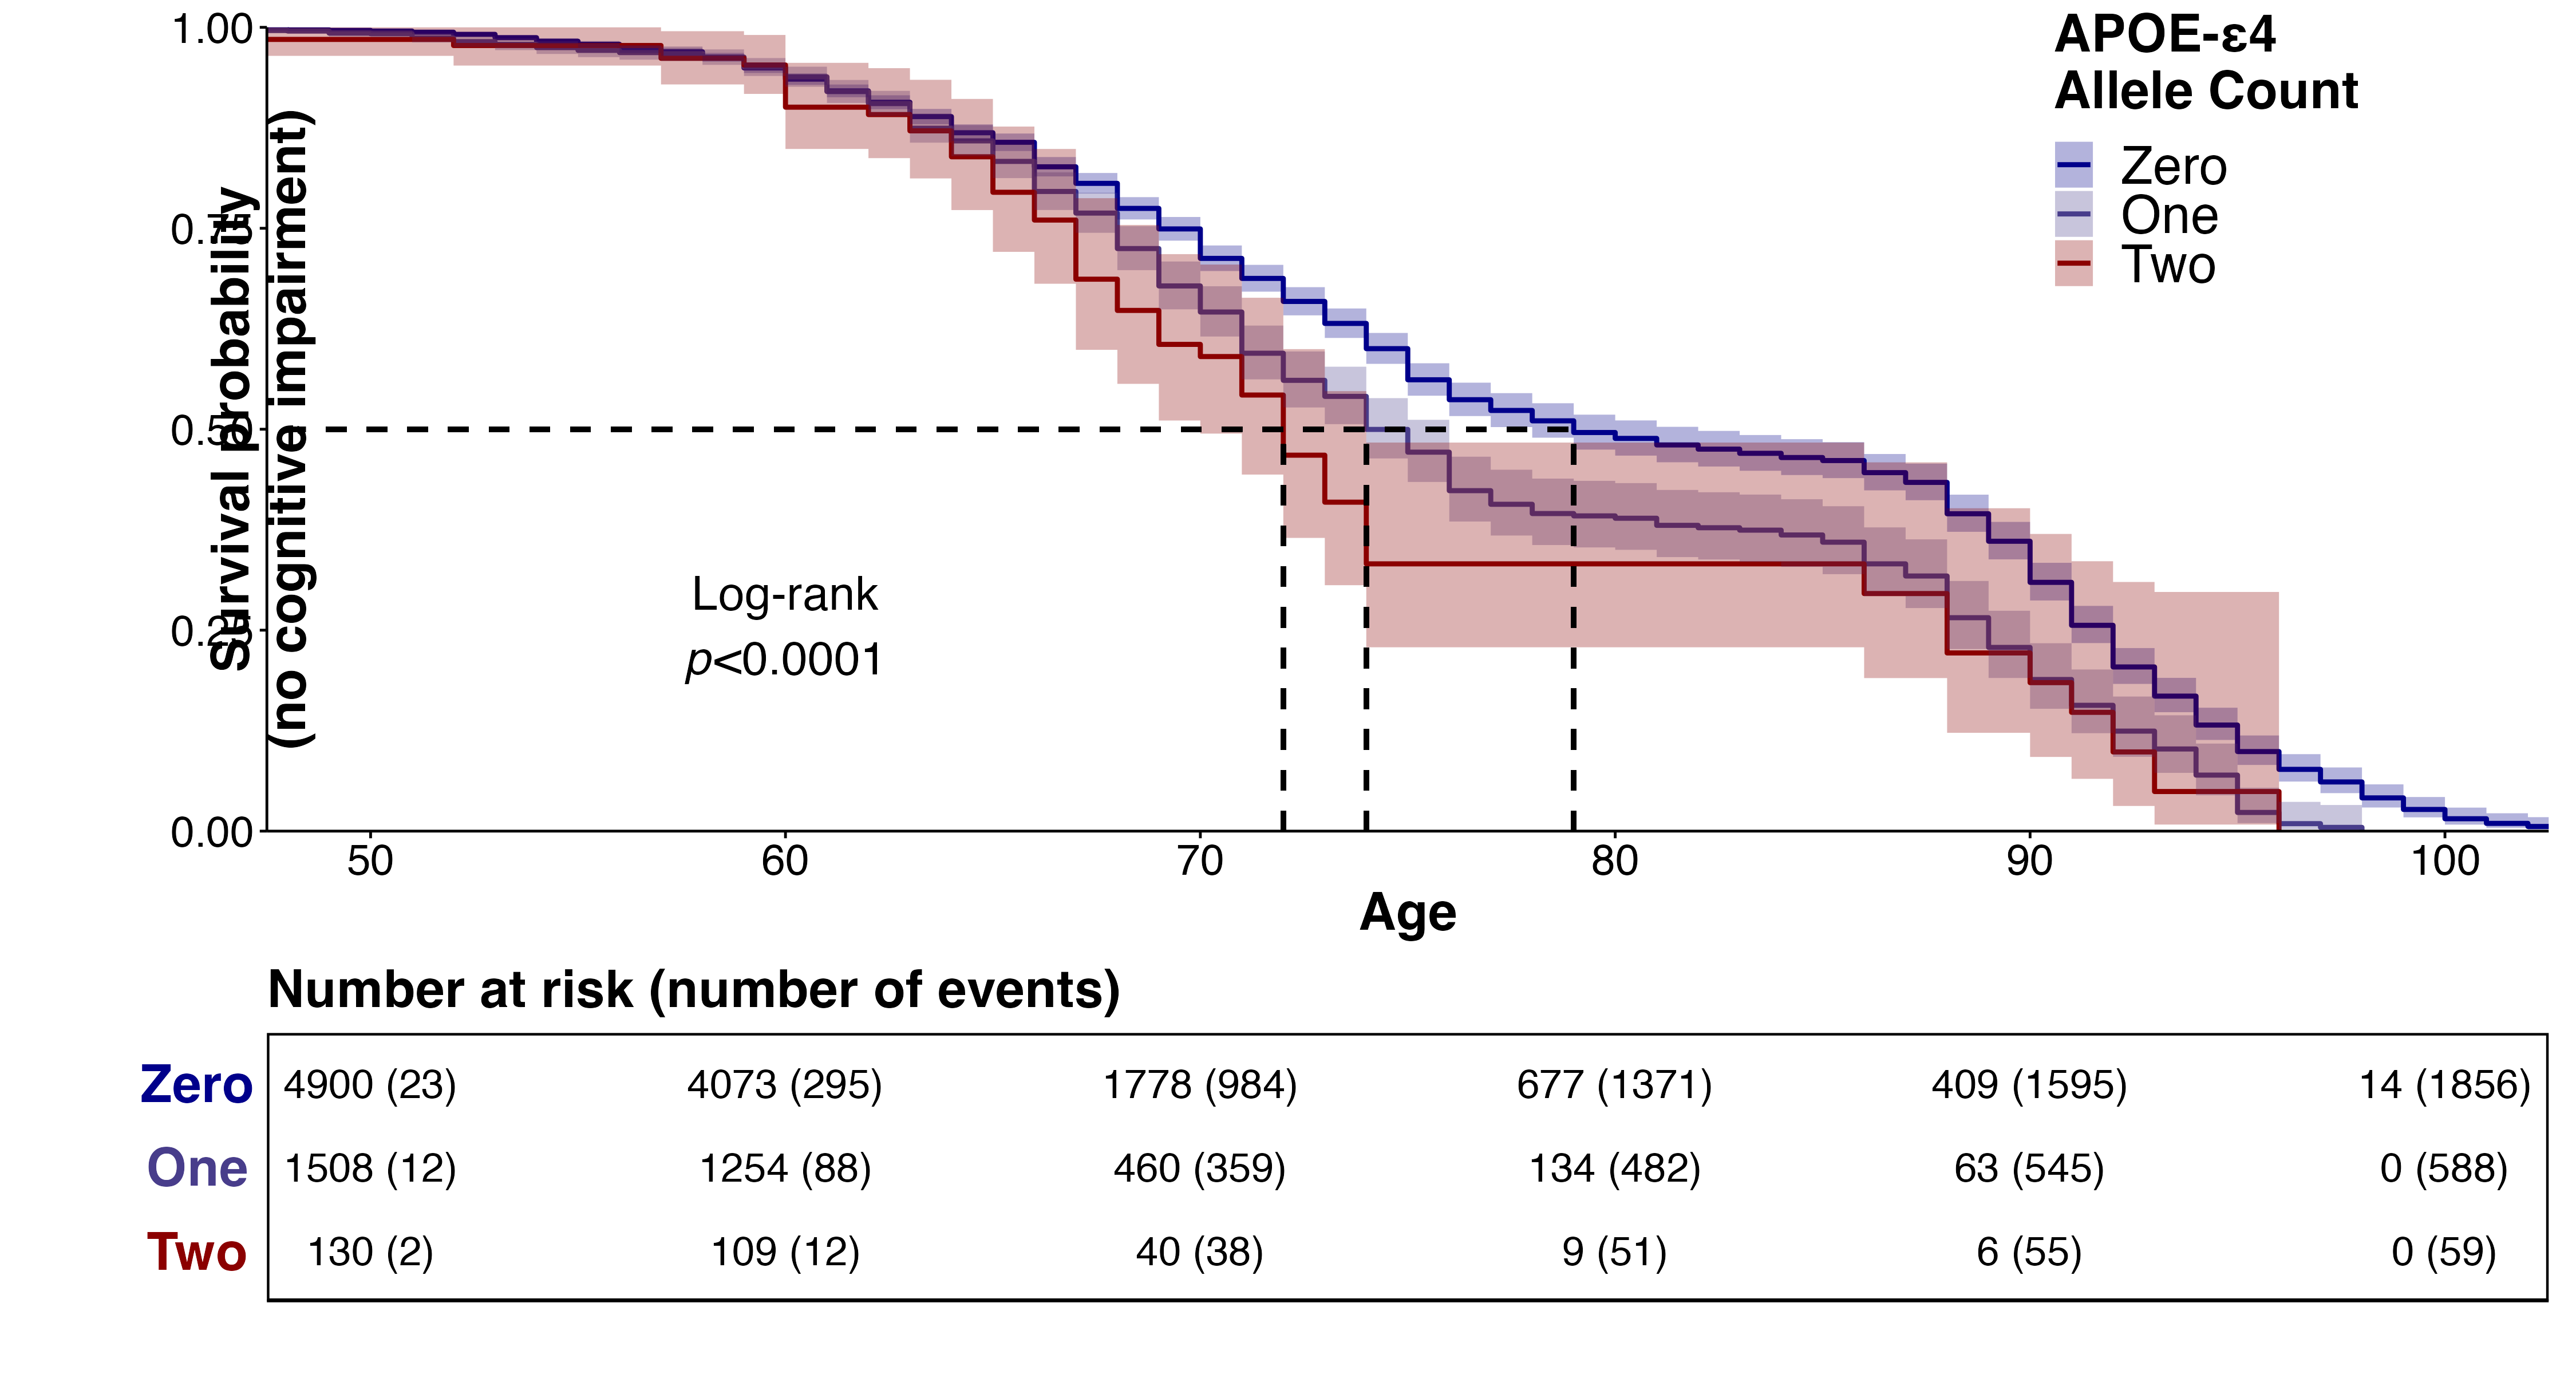 1.00
0.75
0.50
0.25
0.00
Survival probability
(no cognitive impairment)
APOE-ε4
Allele Count
Zero
One
Two
Log-rank
p<0.0001
50 60 70 80 90 100
Age
Number at risk (number of events)
Zero 4900 (23) 4073 (295) 1778 (984) 677 (1371) 409 (1595) 14 (1856)
One 1508 (12) 1254 (88) 460 (359) 134 (482) 63 (545) 0 (588)
Two 130 (2) 109 (12) 40 (38) 9 (51) 6 (55) 0 (59)